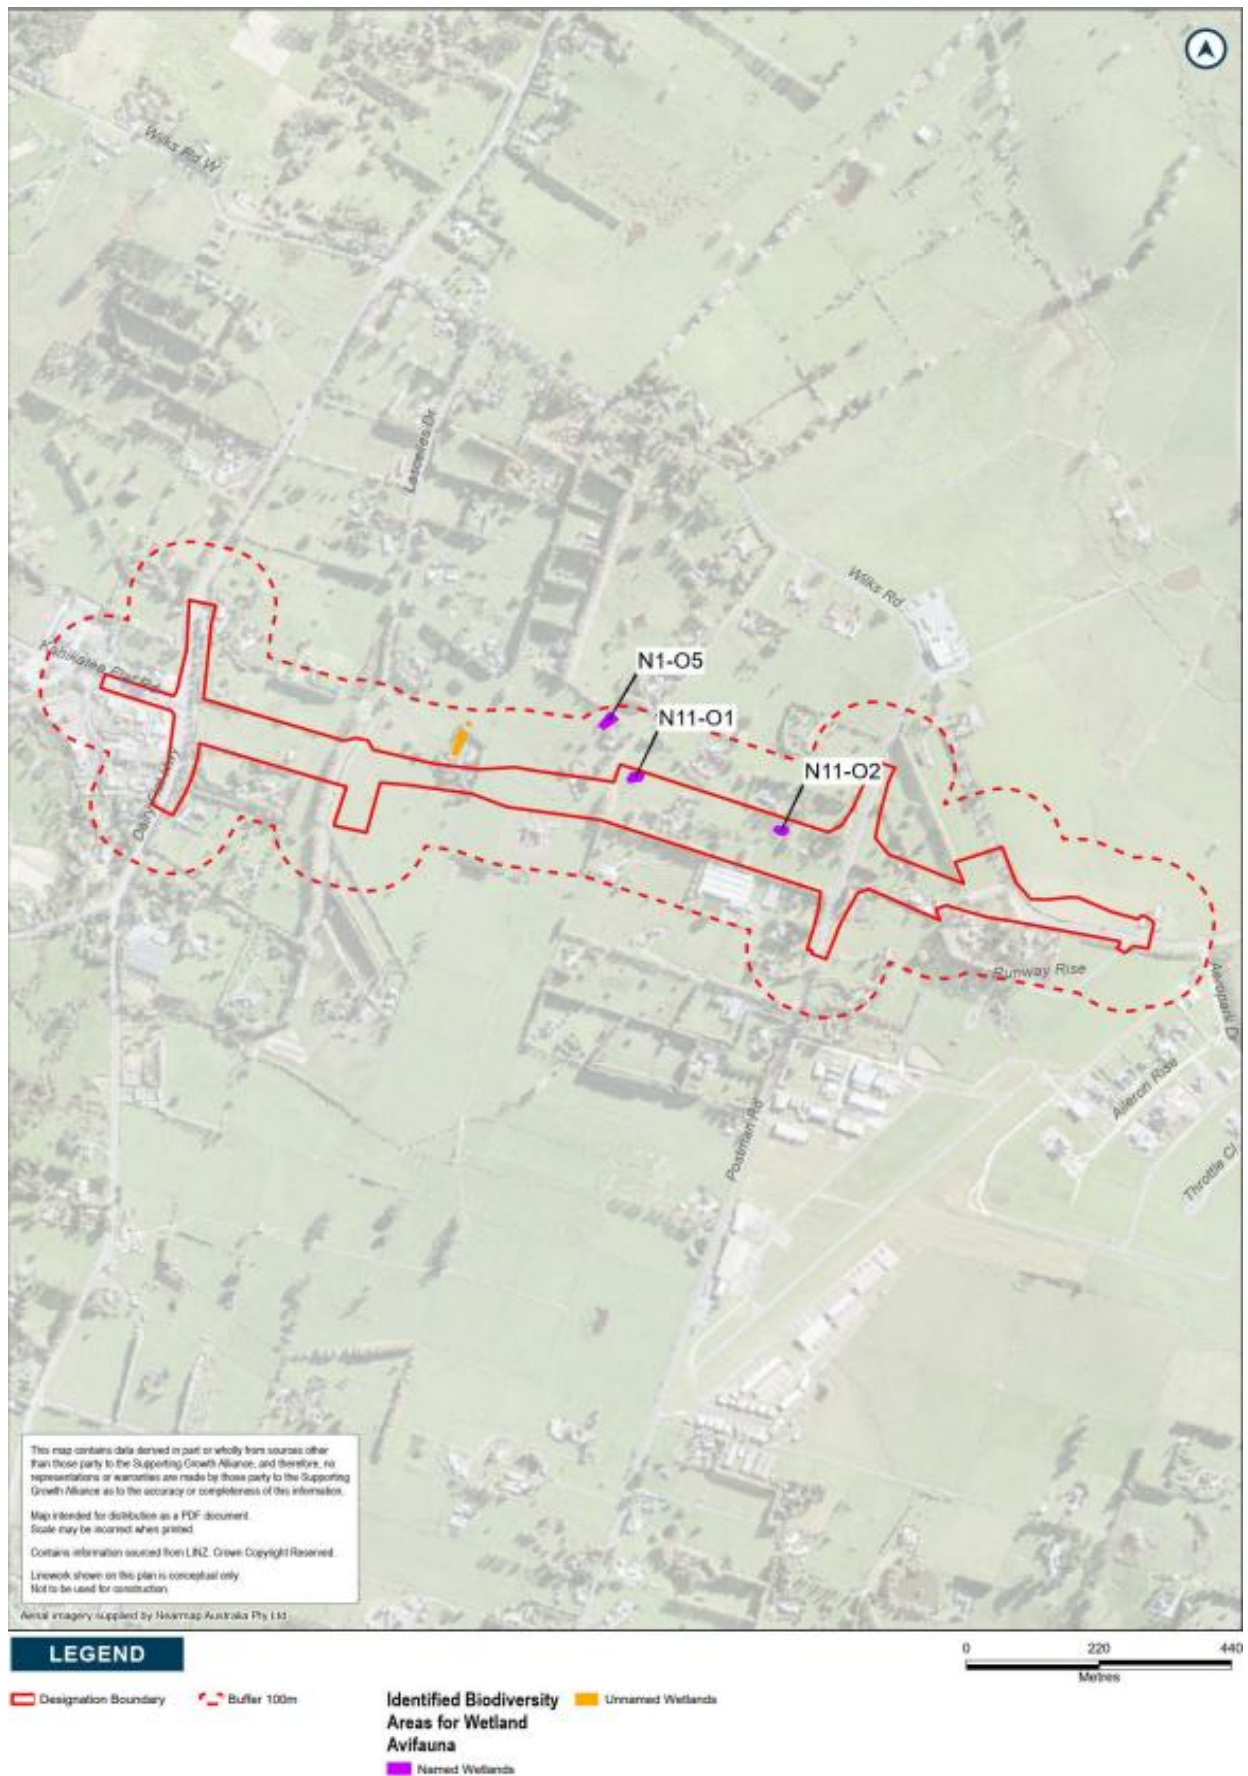 Wilks Rd W
Lascelles Dr
Wilks Rd
N1-O5
Kahikatea Flat Rd
N11-O1
N11-O2
Dairy Flat Hwy
Runway Rise
Aeropark D
Aileron Rise
Postman Rd
Throttle Cl
This map contains data derived in part or wholly from sources other
than those party to the Supporting Growth Alliance, and therefore, no
representations or warranties are made by those party to the Supporting
Growth Alliance as to the accuracy or completeness of this information.
Map intended for distribution as a PDF document.
Scale may be incorrect when printed.
Contains information sourced from LINZ. Crown Copyright Reserved.
Linework shown on this plan is conceptual only.
Not to be used for construction.
Aerial imagery supplied by Nearmap Australia Pty Ltd
LEGEND
0 220 440
Metres
Designation Boundary
Buffer 100m
Identified Biodiversity
Areas for Wetland
Avifauna
Named Wetlands
Unnamed Wetlands